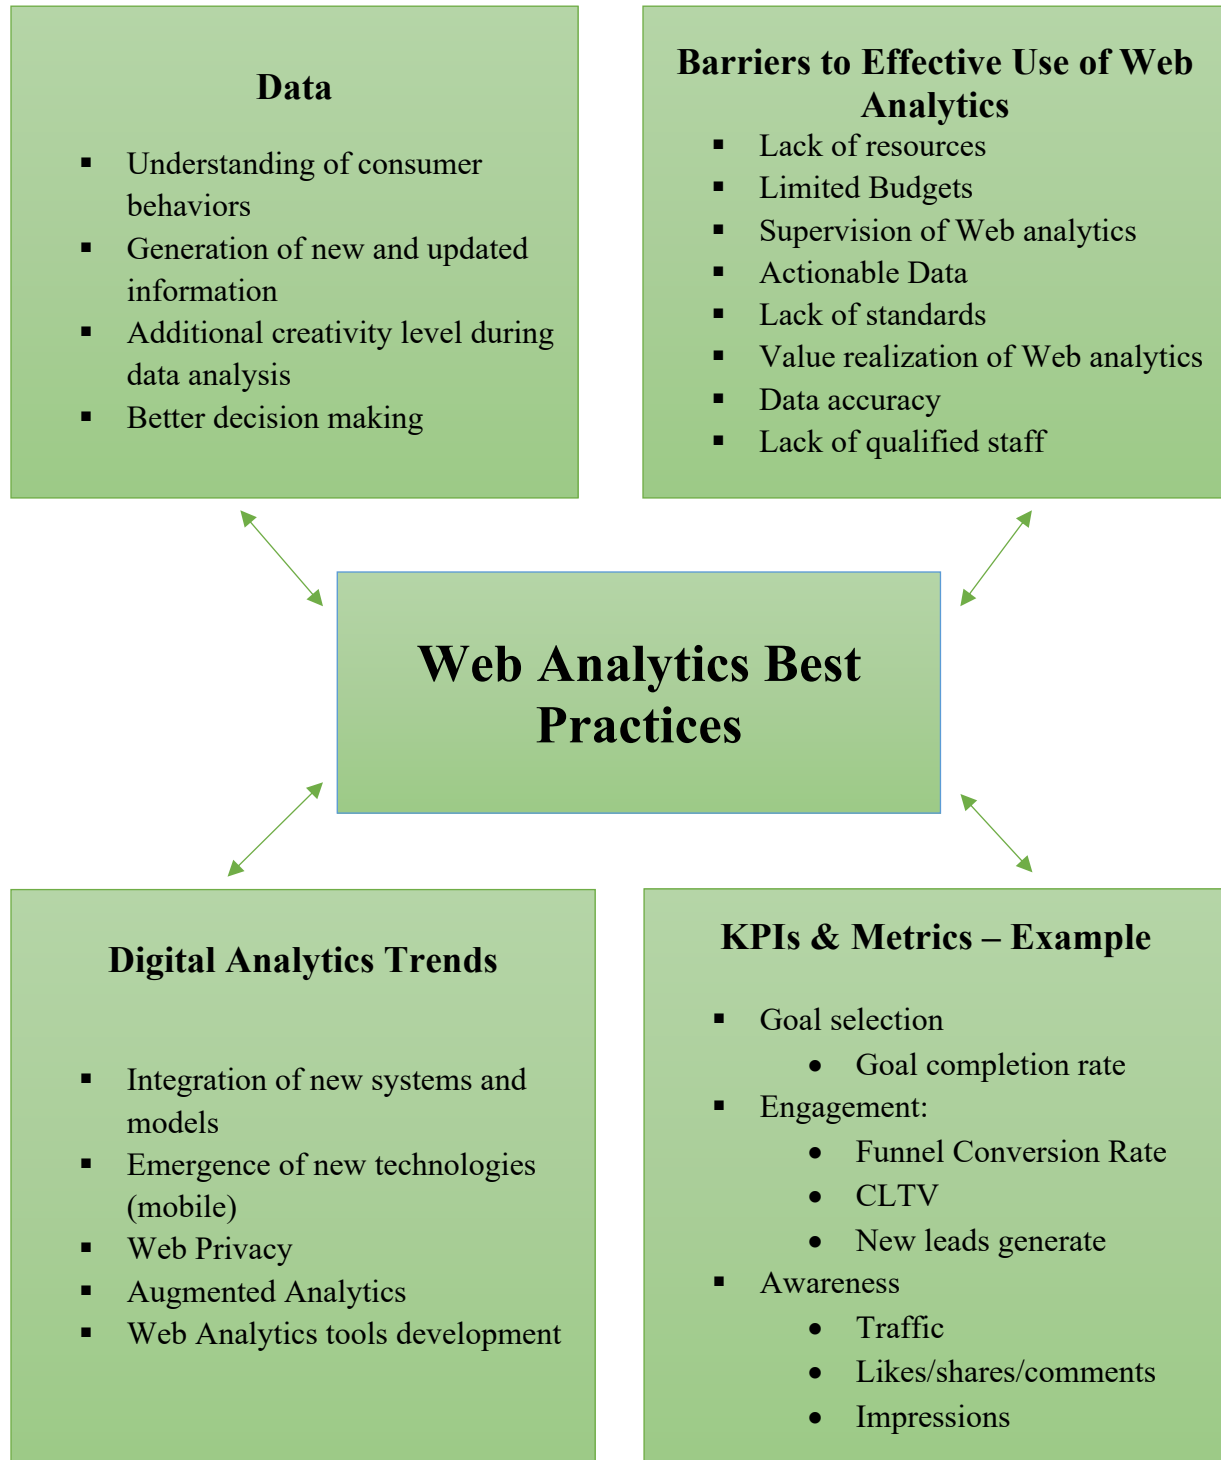 Data
▪ Understanding of consumer
behaviors
▪ Generation of new and updated
information
▪ Additional creativity level during
data analysis
▪ Better decision making
Barriers to Effective Use of Web
Analytics
▪ Lack of resources
▪ Limited Budgets
▪ Supervision of Web analytics
▪ Actionable Data
▪ Lack of standards
▪ Value realization of Web analytics
▪ Data accuracy
▪ Lack of qualified staff
Web Analytics Best
Practices
Digital Analytics Trends
▪ Integration of new systems and
models
▪ Emergence of new technologies
(mobile)
▪ Web Privacy
▪ Augmented Analytics
▪ Web Analytics tools development
KPIs & Metrics – Example
▪ Goal selection
• Goal completion rate
▪ Engagement:
• Funnel Conversion Rate
• CLTV
• New leads generate
▪ Awareness
• Traffic
• Likes/shares/comments
• Impressions